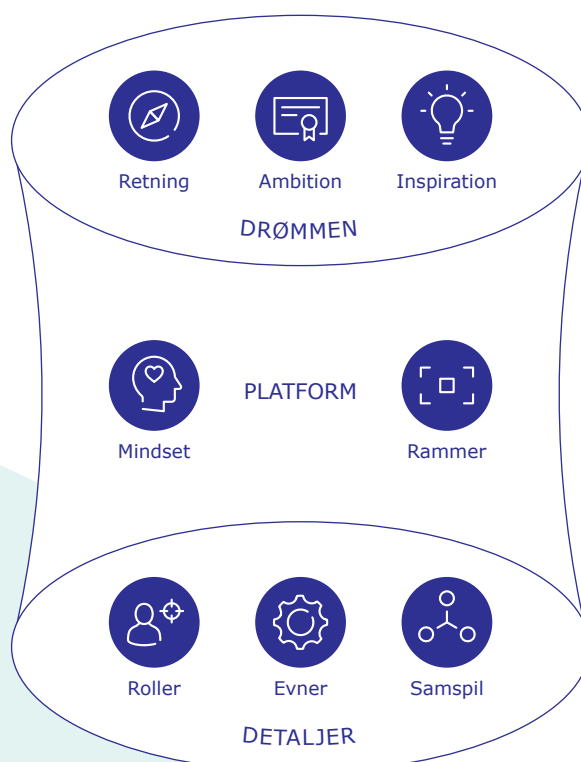 Retning Ambition Inspiration
DRØMMEN
PLATFORM
Mindset Rammer
Roller Evner Samspil
DETALJER